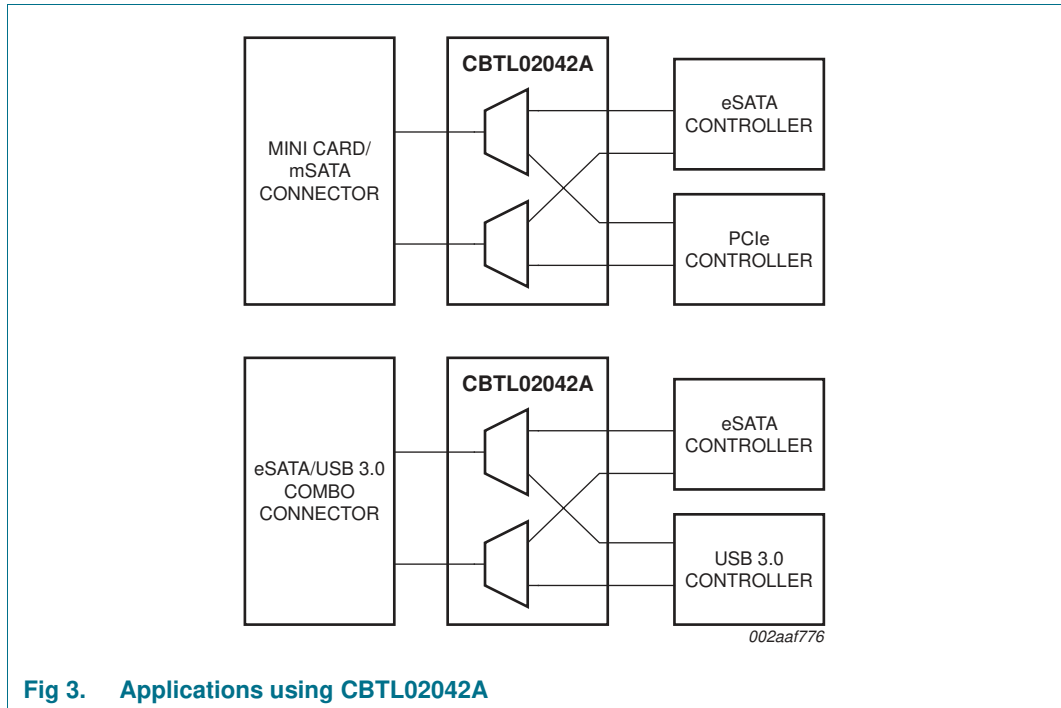 CBTL02042A
MINI CARD/
mSATA
CONNECTOR
eSATA
CONTROLLER
PCIe
CONTROLLER
CBTL02042A
eSATA/USB 3.0
COMBO
CONNECTOR
eSATA
CONTROLLER
USB 3.0
CONTROLLER
002aaf776
Fig 3. Applications using CBTL02042A